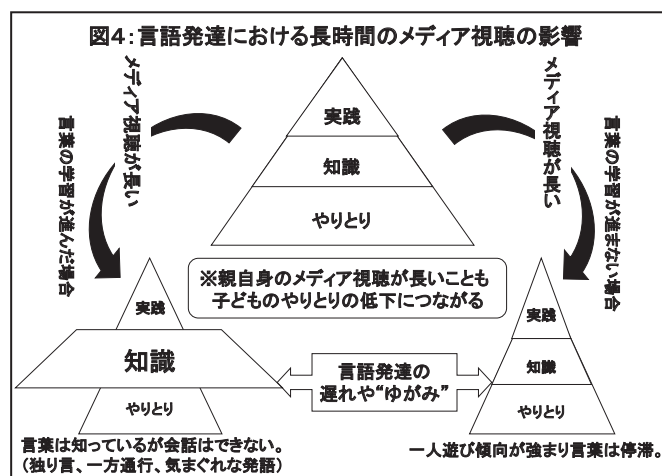 図4：言語発達における長時間のメディア視聴の影響
メディア視聴が長い
言葉の学習が進んだ場合
実践
知識
やりとり
メディア視聴が長い
言葉の学習が進まない場合
※親自身のメディア視聴が長いことも
子どものやりとりの低下につながる
実践
知識
やりとり
言語発達の
遅れや“ゆがみ”
実践
知識
やりとり
言葉は知っているが会話はできない。
（独り言、一方通行、気まぐれな発語）
一人遊び傾向が強まり言葉は停滞。